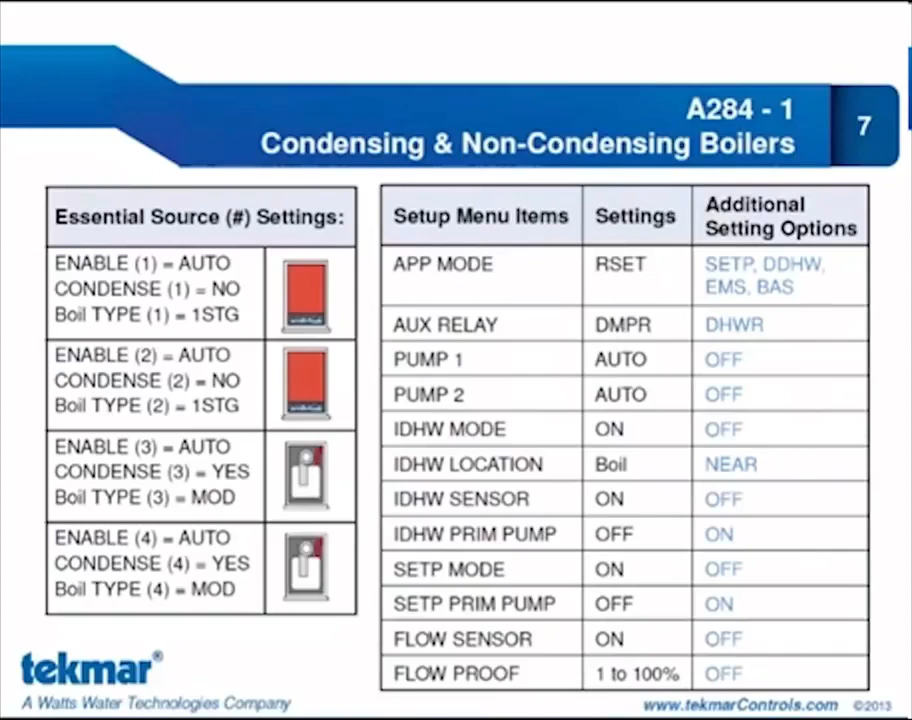 A284 - 1
Condensing & Non-Condensing Boilers
7
Essential Source (#) Settings:
ENABLE (1) = AUTO
CONDENSE (1) = NO
Boil TYPE (1) = 1STG
ENABLE (2) = AUTO
CONDENSE (2) = NO
Boil TYPE (2) = 1STG
ENABLE (3) = AUTO
CONDENSE (3) = YES
Boil TYPE (3) = MOD
ENABLE (4) = AUTO
CONDENSE (4) = YES
Boil TYPE (4) = MOD
Setup Menu Items Settings Additional
Setting Options
APP MODE RSET SETP, DDHW,
EMS, BAS
AUX RELAY DMPR DHWR
PUMP 1 AUTO OFF
PUMP 2 AUTO OFF
IDHW MODE ON OFF
IDHW LOCATION Boil NEAR
IDHW SENSOR ON OFF
IDHW PRIM PUMP OFF ON
SETP MODE ON OFF
SETP PRIM PUMP OFF ON
FLOW SENSOR ON OFF
FLOW PROOF 1 to 100% OFF
tekmar®
A Watts Water Technologies Company
www.tekmarControls.com ©2013